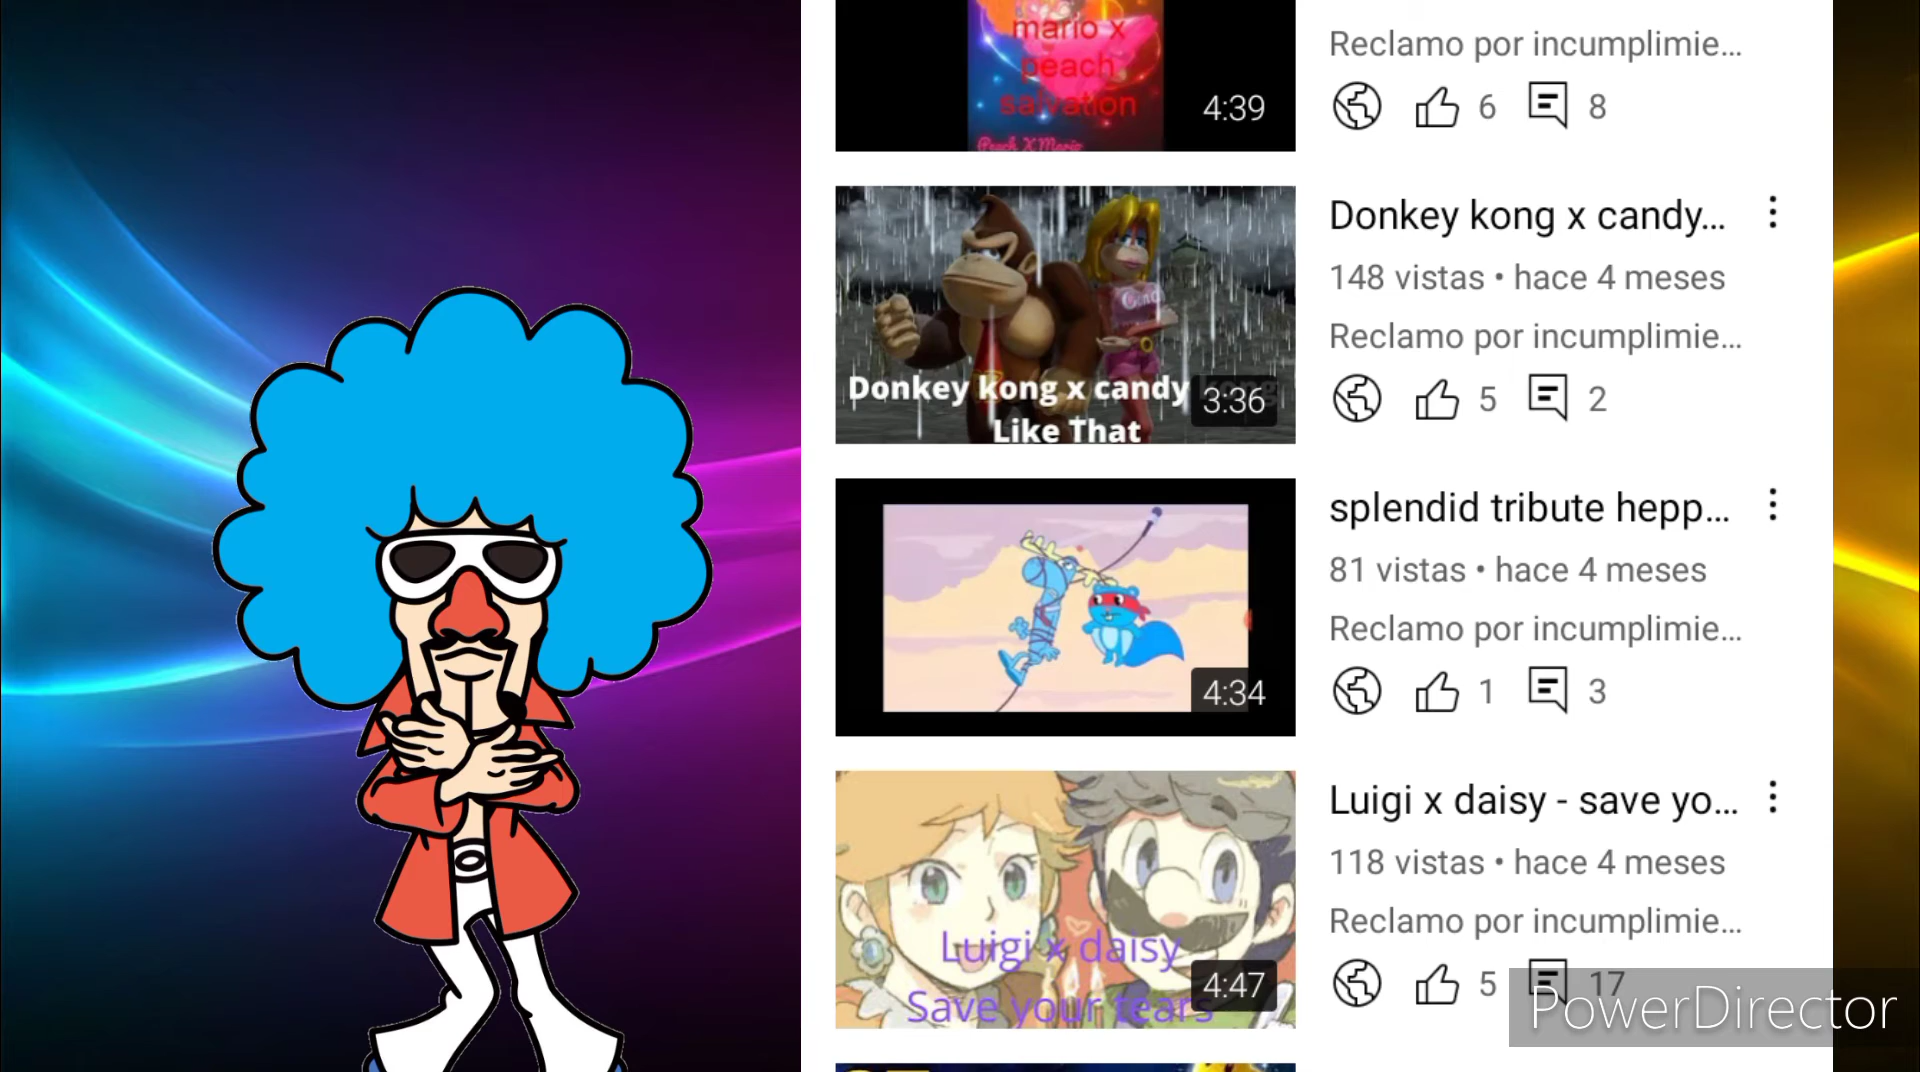 mario x
peach
salvation
Peach X Mario
4:39
Reclamo por incumplimie...
6
8
Donkey kong x candy
Like That
Candy
3:36
Donkey kong x candy...
148 vistas • hace 4 meses
Reclamo por incumplimie...
5
2
4:34
splendid tribute hepp...
81 vistas • hace 4 meses
Reclamo por incumplimie...
1
3
Luigi x daisy
Save your tears
4:47
Luigi x daisy - save yo...
118 vistas • hace 4 meses
Reclamo por incumplimie...
5
17
PowerDirector